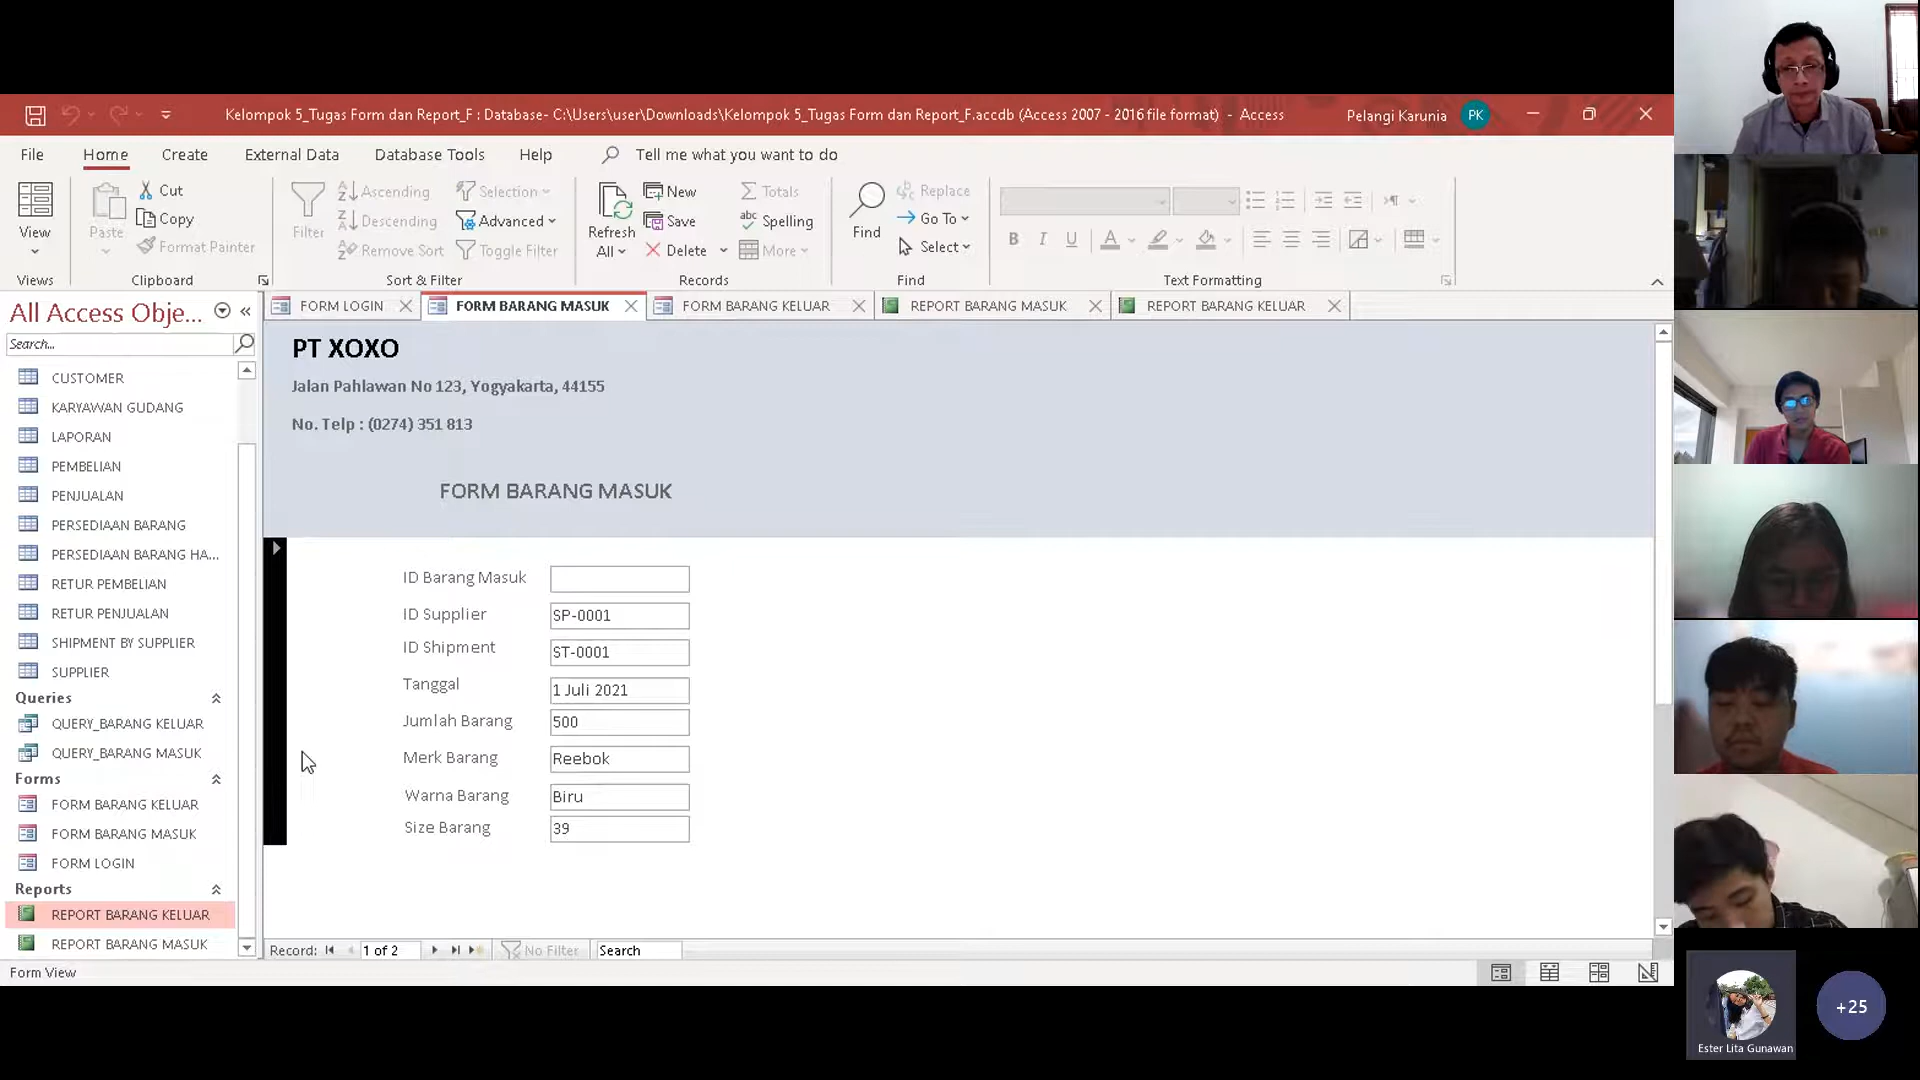 Kelompok 5_Tugas Form dan Report_F : Database- C:\Users\user\Downloads\Kelompok 5_Tugas Form dan Report_F.accdb (Access 2007 - 2016 file format) - Access
Pelangi Karunia
PK
File Home Create External Data Database Tools Help Tell me what you want to do
View
Views
Paste
Cut
Copy
Format Painter
Clipboard
Filter
Ascending
Descending
Remove Sort
Selection
Advanced
Toggle Filter
Sort & Filter
Refresh All
New
Save
Delete
Totals
Spelling
More
Records
Find
Replace
Go To
Select
Find
B I U A
Text Formatting
All Access Obje...
Search...
CUSTOMER
KARYAWAN GUDANG
LAPORAN
PEMBELIAN
PENJUALAN
PERSEDIAAN BARANG
PERSEDIAAN BARANG HA...
RETUR PEMBELIAN
RETUR PENJUALAN
SHIPMENT BY SUPPLIER
SUPPLIER
Queries
QUERY_BARANG KELUAR
QUERY_BARANG MASUK
Forms
FORM BARANG KELUAR
FORM BARANG MASUK
FORM LOGIN
Reports
REPORT BARANG KELUAR
REPORT BARANG MASUK
FORM LOGIN FORM BARANG MASUK FORM BARANG KELUAR REPORT BARANG MASUK REPORT BARANG KELUAR
PT XOXO
Jalan Pahlawan No 123, Yogyakarta, 44155
No. Telp : (0274) 351 813
FORM BARANG MASUK
ID Barang Masuk
ID Supplier SP-0001
ID Shipment ST-0001
Tanggal 1 Juli 2021
Jumlah Barang 500
Merk Barang Reebok
Warna Barang Biru
Size Barang 39
Record: 1 of 2 No Filter Search
Form View
Ester Lita Gunawan
+25